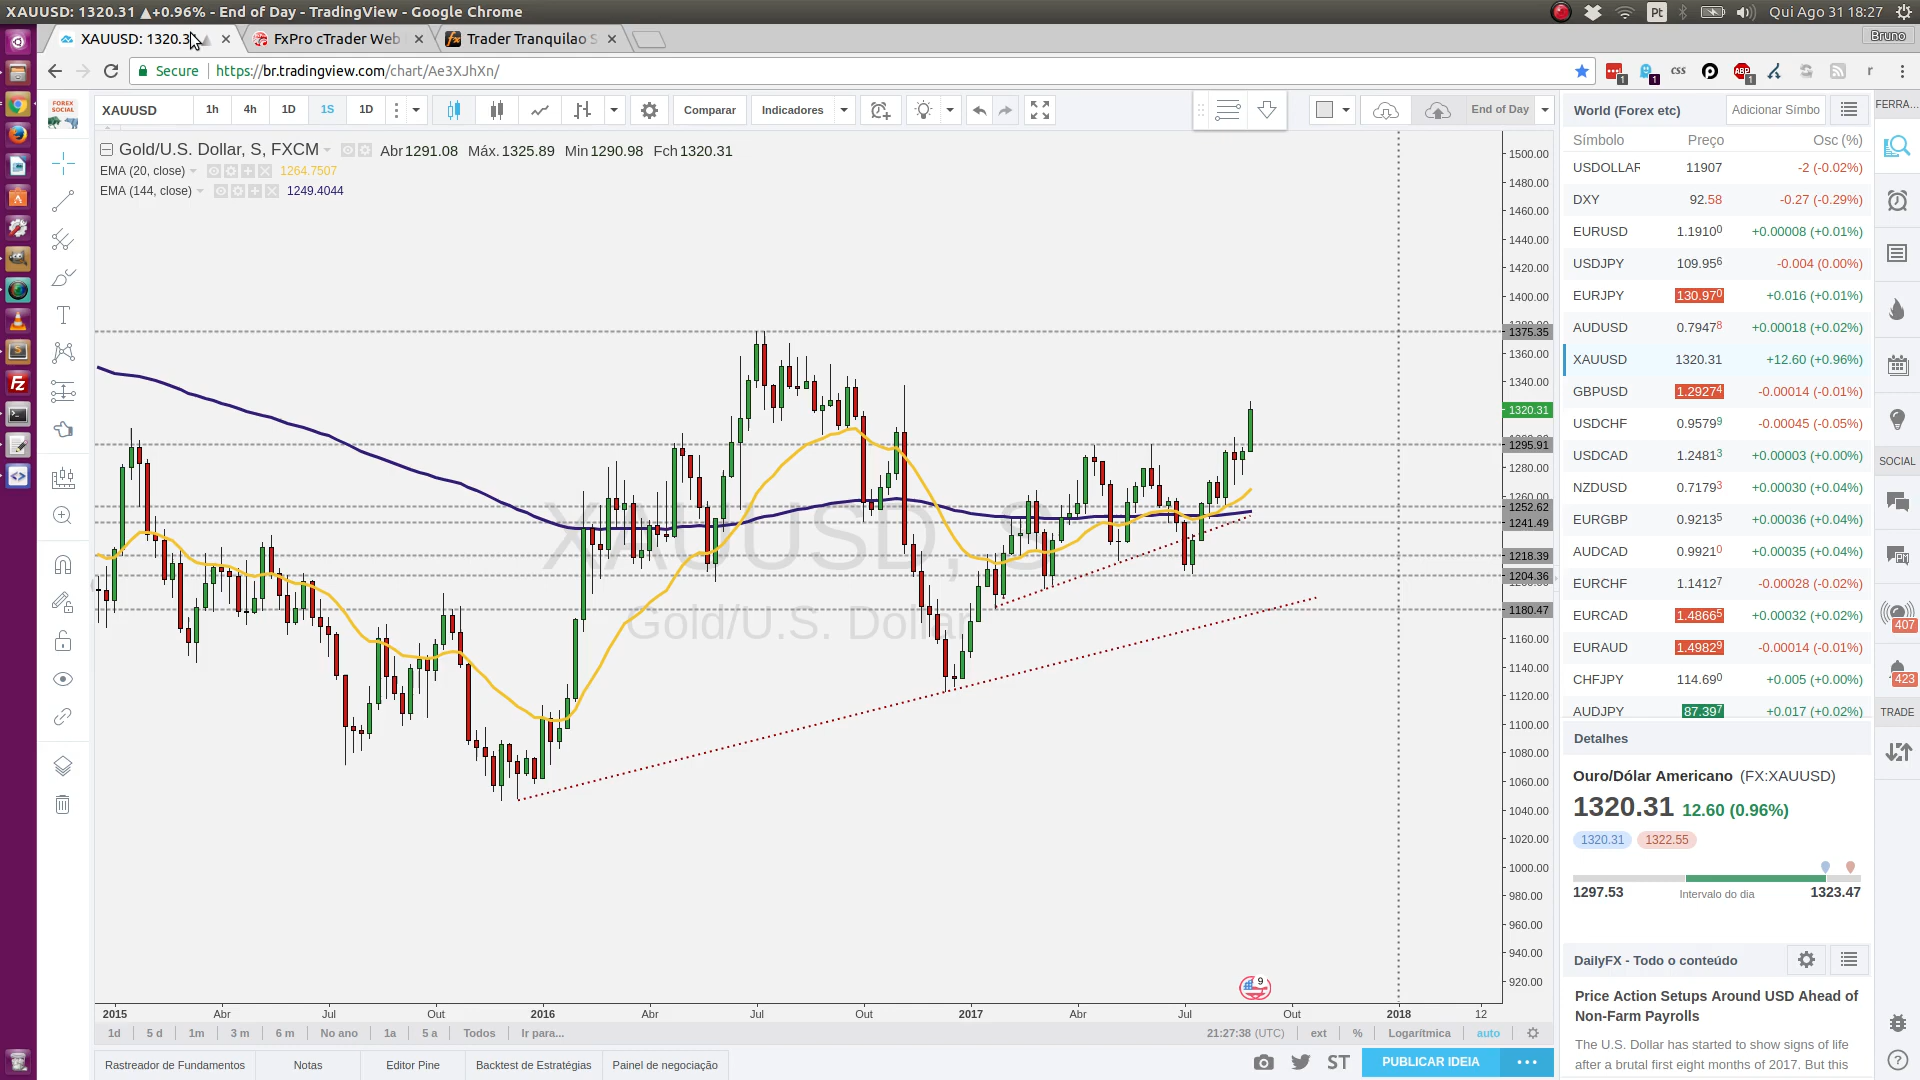 XAUUSD: 1320.31 ▲+0.96% - End of Day - TradingView - Google Chrome
Pt
Qui Ago 31 18:27
XAUUSD: 1320.3
FxPro cTrader Web
Trader Tranquilao S
Bruno
Secure
https://br.tradingview.com/chart/Ae3XJhXn/
FOREX
SOCIAL
XAUUSD
1h
4h
1D
1S
1D
Comparar
Indicadores
End of Day
Gold/U.S. Dollar, S, FXCM
Abr 1291.08 Máx. 1325.89 Min 1290.98 Fch 1320.31
EMA (20, close) 1264.7507
EMA (144, close) 1249.4044
XAUUSD, S
Gold/U.S. Dollar
1500.00
1480.00
1460.00
1440.00
1420.00
1400.00
1375.35
1360.00
1340.00
1320.31
1295.91
1280.00
1260.00
1252.62
1241.49
1218.39
1204.36
1180.47
1160.00
1140.00
1120.00
1100.00
1080.00
1060.00
1040.00
1020.00
1000.00
980.00
960.00
940.00
920.00
9
2015 Abr Jul Out 2016 Abr Jul Out 2017 Abr Jul Out 2018 12
1d 5 d 1m 3 m 6 m No ano 1a 5 a Todos Ir para...
21:27:38 (UTC) ext % Logarítmica auto
Rastreador de Fundamentos
Notas
Editor Pine
Backtest de Estratégias
Painel de negociação
ST
PUBLICAR IDEIA
World (Forex etc)
Adicionar Símbo
Símbolo Preço Osc (%)
USDOLLAR 11907 -2 (-0.02%)
DXY 92.58 -0.27 (-0.29%)
EURUSD 1.19100 +0.00008 (+0.01%)
USDJPY 109.956 -0.004 (0.00%)
EURJPY 130.970 +0.016 (+0.01%)
AUDUSD 0.79478 +0.00018 (+0.02%)
XAUUSD 1320.31 +12.60 (+0.96%)
GBPUSD 1.29274 -0.00014 (-0.01%)
USDCHF 0.95799 -0.00045 (-0.05%)
USDCAD 1.24813 +0.00003 (+0.00%)
NZDUSD 0.71793 +0.00030 (+0.04%)
EURGBP 0.92135 +0.00036 (+0.04%)
AUDCAD 0.99210 +0.00035 (+0.04%)
EURCHF 1.14127 -0.00028 (-0.02%)
EURCAD 1.48665 +0.00032 (+0.02%)
EURAUD 1.49829 -0.00014 (-0.01%)
CHFJPY 114.690 +0.005 (+0.00%)
AUDJPY 87.397 +0.017 (+0.02%)
Detalhes
Ouro/Dólar Americano (FX:XAUUSD)
1320.31 12.60 (0.96%)
1320.31 1322.55
1297.53 Intervalo do dia 1323.47
DailyFX - Todo o conteúdo
Price Action Setups Around USD Ahead of
Non-Farm Payrolls
The U.S. Dollar has started to show signs of life
after a brutal first eight months of 2017. But this
FERRA...
SOCIAL
407
423
TRADE